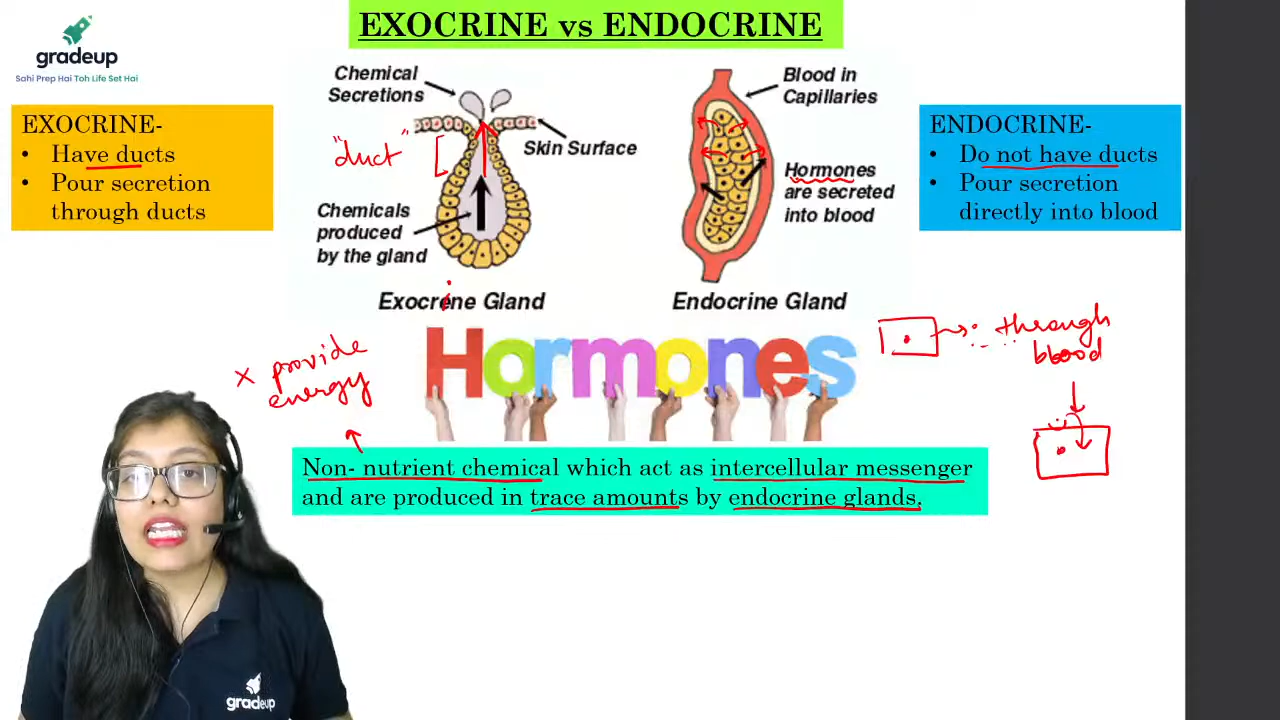 EXOCRINE vs ENDOCRINE
gradeup
Sahi Prep Hai Toh Life Set Hai
EXOCRINE-
• Have ducts
• Pour secretion
through ducts
Chemical
Secretions
"duct"
Skin Surface
Chemicals
produced
by the gland
Exocrene Gland
i
Blood in
Capillaries
Hormones
are secreted
into blood
Endocrine Gland
ENDOCRINE-
• Do not have ducts
• Pour secretion
directly into blood
Hormones
x provide
energy
through
blood
Non- nutrient chemical which act as intercellular messenger
and are produced in trace amounts by endocrine glands.
gradeup